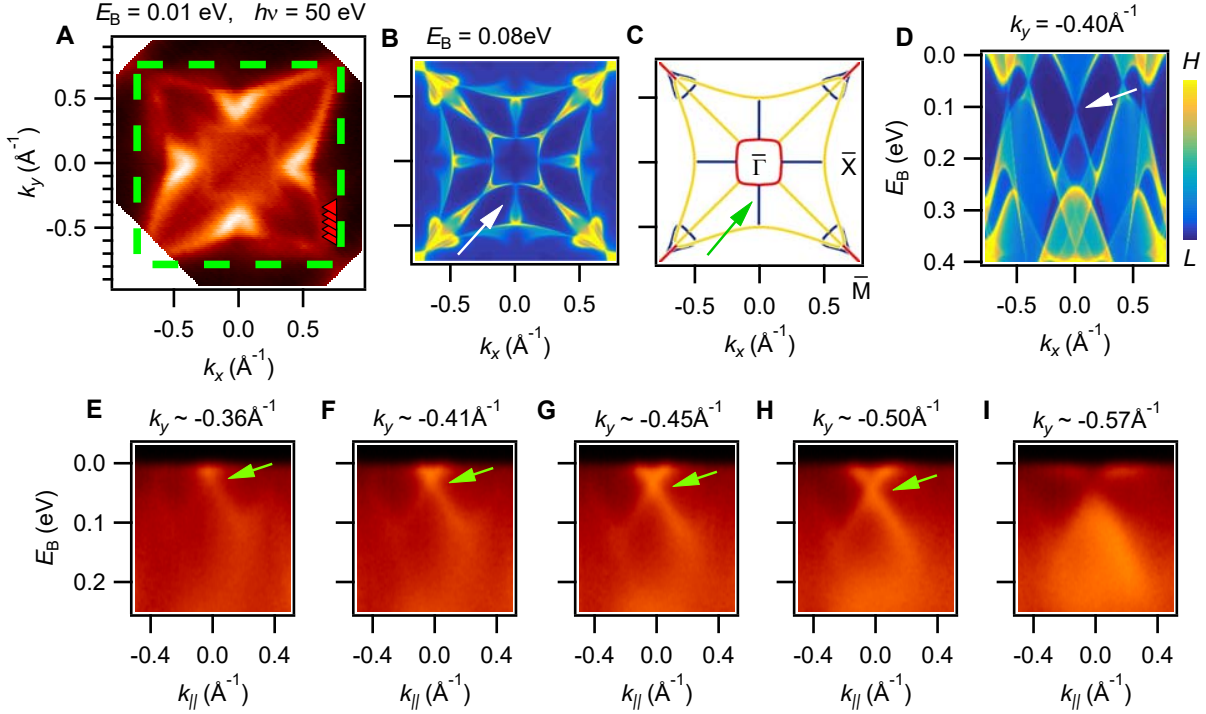 E_B = 0.01 eV, hν = 50 eV
A
0.5
0.0
-0.5
k_y (Å⁻¹)
-0.5 0.0 0.5
k_x (Å⁻¹)
B
E_B = 0.08eV
-0.5 0.0 0.5
k_x (Å⁻¹)
C
Γ̅
X̅
M̅
-0.5 0.0 0.5
k_x (Å⁻¹)
D
k_y = -0.40Å⁻¹
0.0
0.1
0.2
0.3
0.4
E_B (eV)
-0.5 0.0 0.5
k_x (Å⁻¹)
H
L
E
k_y ~ -0.36Å⁻¹
0.0
0.1
0.2
E_B (eV)
-0.4 0.0 0.4
k_// (Å⁻¹)
F
k_y ~ -0.41Å⁻¹
-0.4 0.0 0.4
k_// (Å⁻¹)
G
k_y ~ -0.45Å⁻¹
-0.4 0.0 0.4
k_// (Å⁻¹)
H
k_y ~ -0.50Å⁻¹
-0.4 0.0 0.4
k_// (Å⁻¹)
I
k_y ~ -0.57Å⁻¹
-0.4 0.0 0.4
k_// (Å⁻¹)